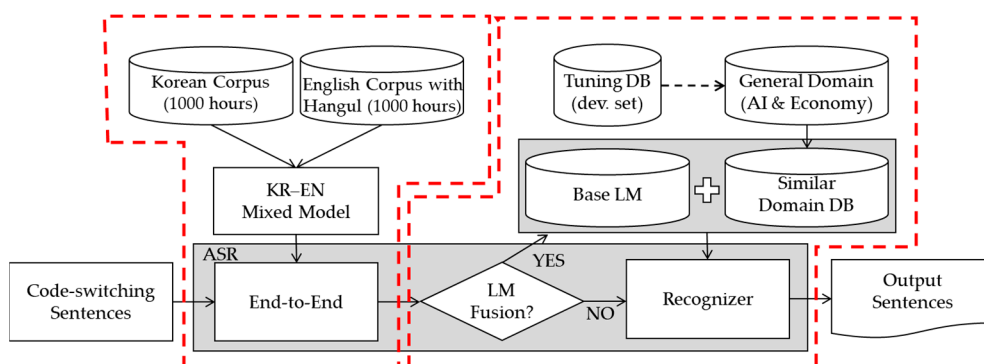 Korean Corpus
(1000 hours)
English Corpus with
Hangul (1000 hours)
Tuning DB
(dev. set)
General Domain
(AI & Economy)
KR–EN
Mixed Model
Base LM
Similar
Domain DB
ASR
YES
Code-switching
Sentences
End-to-End
LM
Fusion?
NO
Recognizer
Output
Sentences